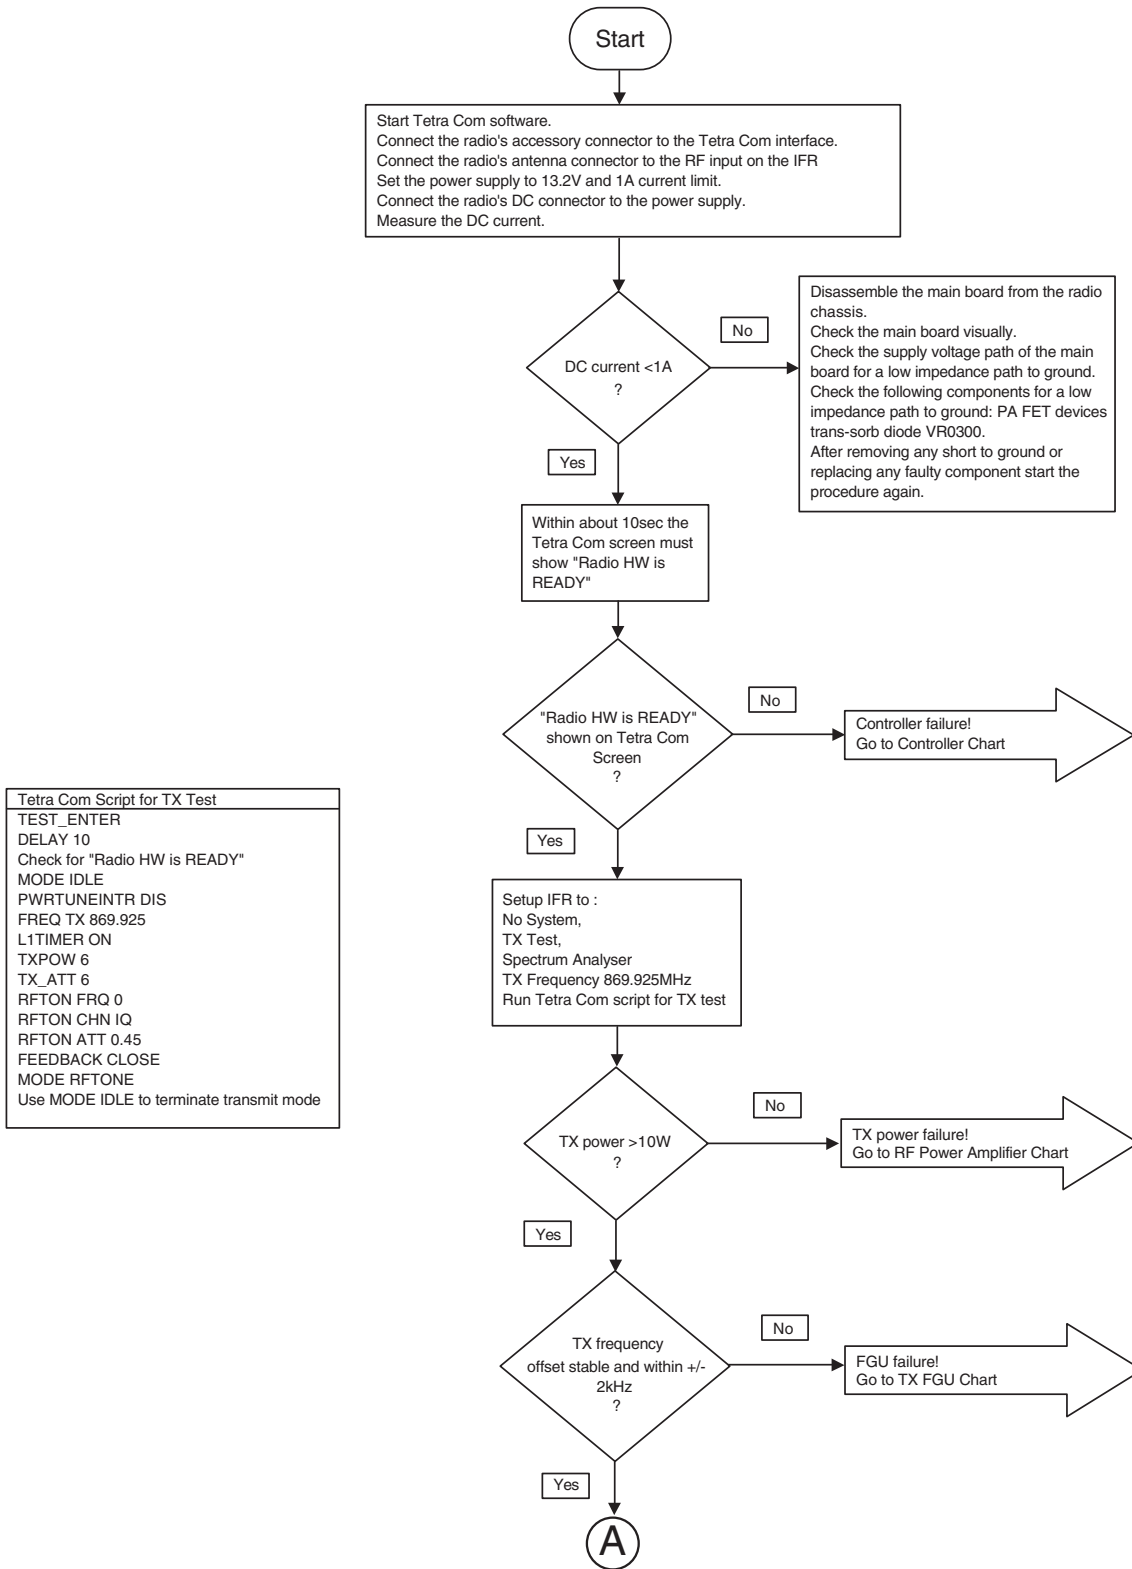 Start
Start Tetra Com software.
Connect the radio's accessory connector to the Tetra Com interface.
Connect the radio's antenna connector to the RF input on the IFR
Set the power supply to 13.2V and 1A current limit.
Connect the radio's DC connector to the power supply.
Measure the DC current.
DC current <1A
?
No
Disassemble the main board from the radio
chassis.
Check the main board visually.
Check the supply voltage path of the main
board for a low impedance path to ground.
Check the following components for a low
impedance path to ground: PA FET devices
trans-sorb diode VR0300.
After removing any short to ground or
replacing any faulty component start the
procedure again.
Yes
Within about 10sec the
Tetra Com screen must
show "Radio HW is
READY"
"Radio HW is READY"
shown on Tetra Com
Screen
?
No
Controller failure!
Go to Controller Chart
Yes
Tetra Com Script for TX Test
TEST_ENTER
DELAY 10
Check for "Radio HW is READY"
MODE IDLE
PWRTUNEINTR DIS
FREQ TX 869.925
L1TIMER ON
TXPOW 6
TX_ATT 6
RFTON FRQ 0
RFTON CHN IQ
RFTON ATT 0.45
FEEDBACK CLOSE
MODE RFTONE
Use MODE IDLE to terminate transmit mode
Setup IFR to :
No System,
TX Test,
Spectrum Analyser
TX Frequency 869.925MHz
Run Tetra Com script for TX test
TX power >10W
?
No
TX power failure!
Go to RF Power Amplifier Chart
Yes
TX frequency
offset stable and within +/-
2kHz
?
No
FGU failure!
Go to TX FGU Chart
Yes
A